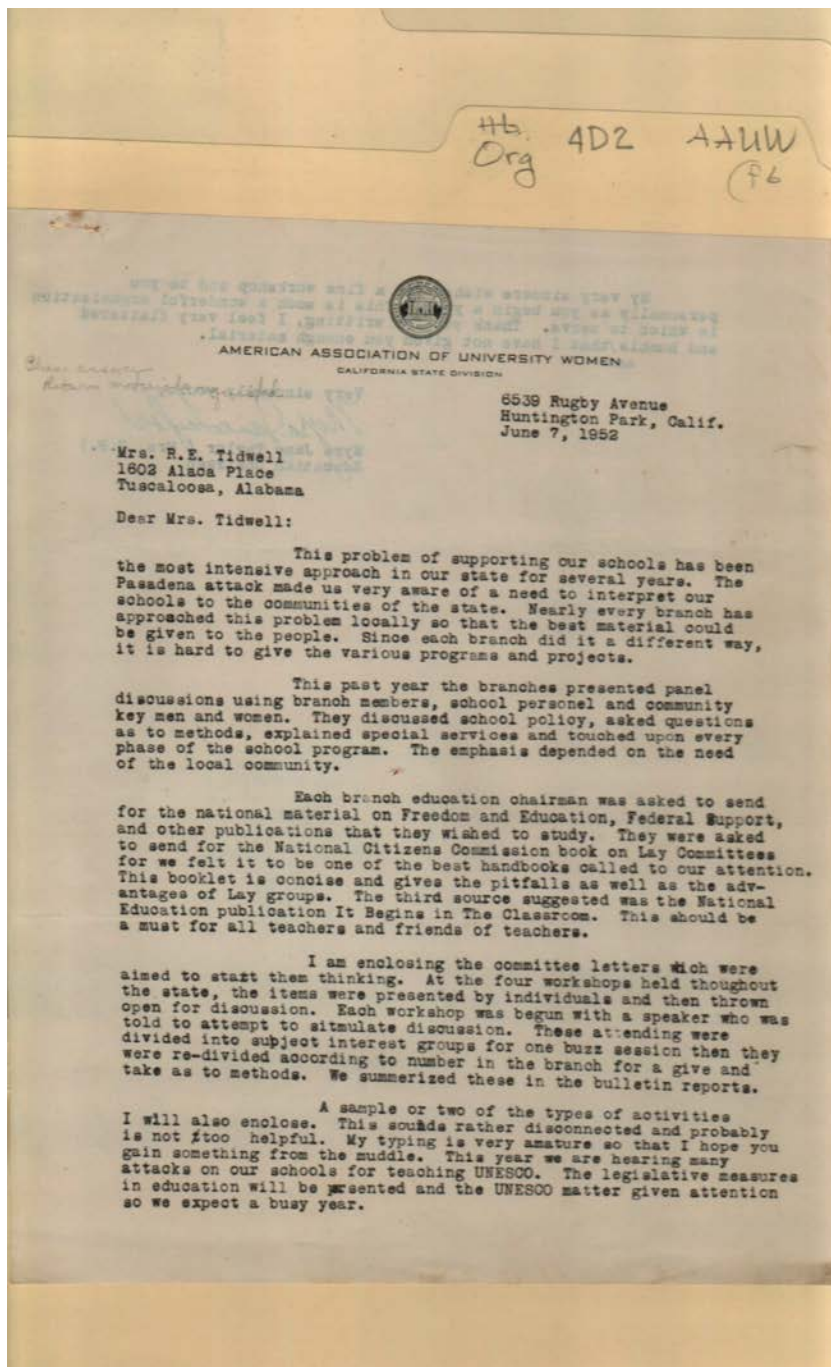 Hb.
Org 4D2 AAUW
AMERICAN ASSOCIATION OF UNIVERSITY WOMEN
CALIFORNIA STATE DIVISION
6539 Rugby Avenue
Huntington Park, Calif.
June 7, 1952
Mrs. R.E. Tidwell
1602 Alaca Place
Tuscaloosa, Alabama
Dear Mrs. Tidwell:
This problem of supporting our schools has been
the most intensive approach in our state for several years. The
Pasadena attack made us very aware of a need to interpret our
schools to the communities of the state. Nearly every branch has
approached this problem locally so that the best material could
be given to the people. Since each branch did it a different way,
it is hard to give the various programs and projects.
This past year the branches presented panel
discussions using branch members, school personel and community
key men and women. They discussed school policy, asked questions
as to methods, explained special services and touched upon every
phase of the school program. The emphasis depended on the need
of the local community.
Each branch education chairman was asked to send
for the national material on Freedom and Education, Federal Support,
and other publications that they wished to study. They were asked
to send for the National Citizens Commission book on Lay Committees
for we felt it to be one of the best handbooks called to our attention.
This booklet is concise and gives the pitfalls as well as the adv-
antages of Lay groups. The third source suggested was the National
Education publication It Begins in The Classroom. This should be
a must for all teachers and friends of teachers.
I am enclosing the committee letters which were
aimed to start them thinking. At the four workshops held thoughout
the state, the items were presented by individuals and then thrown
open for discussion. Each workshop was begun with a speaker who was
told to attempt to sitmulate discussion. These attending were
divided into subject interest groups for one buzz session then they
were re-divided according to number in the branch for a give and
take as to methods. We summerized these in the bulletin reports.
A sample or two of the types of activities
I will also enclose. This sounds rather disconnected and probably
is not too helpful. My typing is very amature so that I hope you
gain something from the muddle. This year we are hearing many
attacks on our schools for teaching UNESCO. The legislative measures
in education will be prsented and the UNESCO matter given attention
so we expect a busy year.